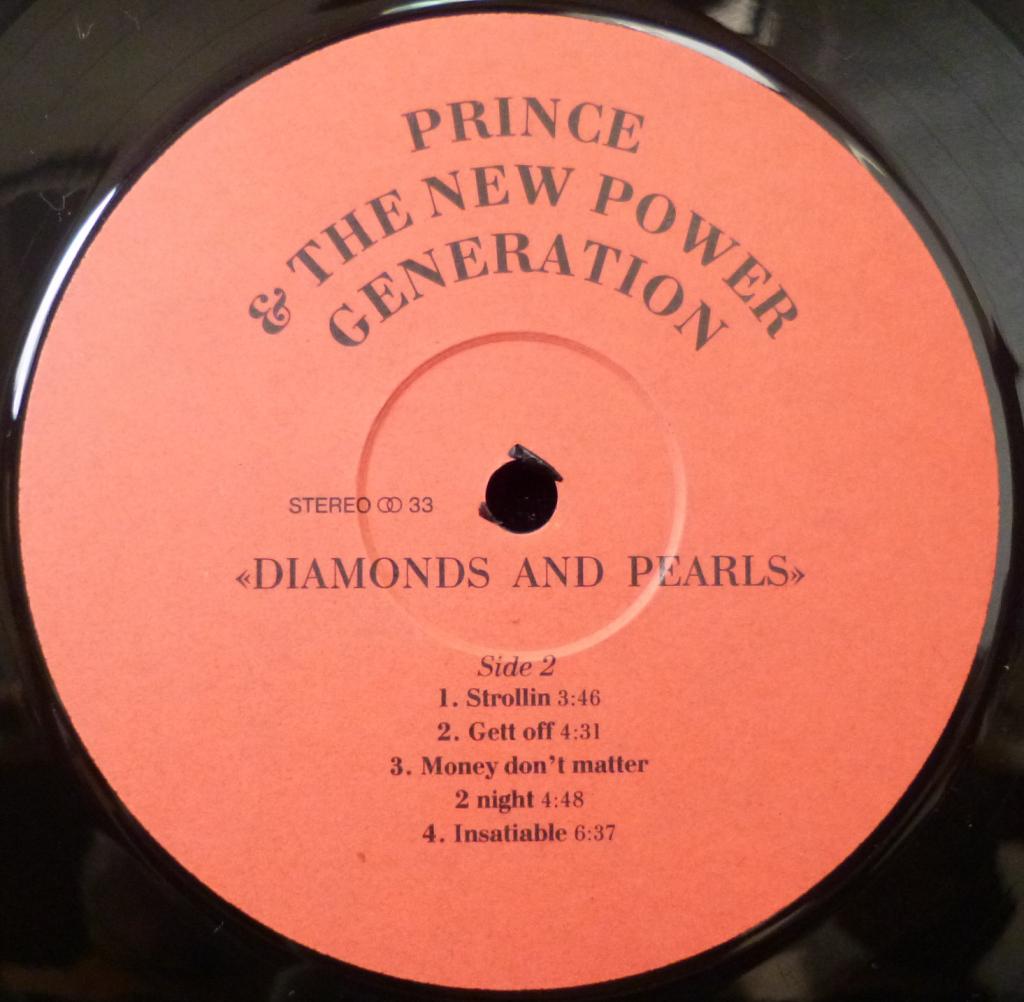 PRINCE
& THE NEW POWER
GENERATION
STEREO ⚭ 33
«DIAMONDS AND PEARLS»
Side 2
1. Strollin 3:46
2. Gett off 4:31
3. Money don't matter
2 night 4:48
4. Insatiable 6:37